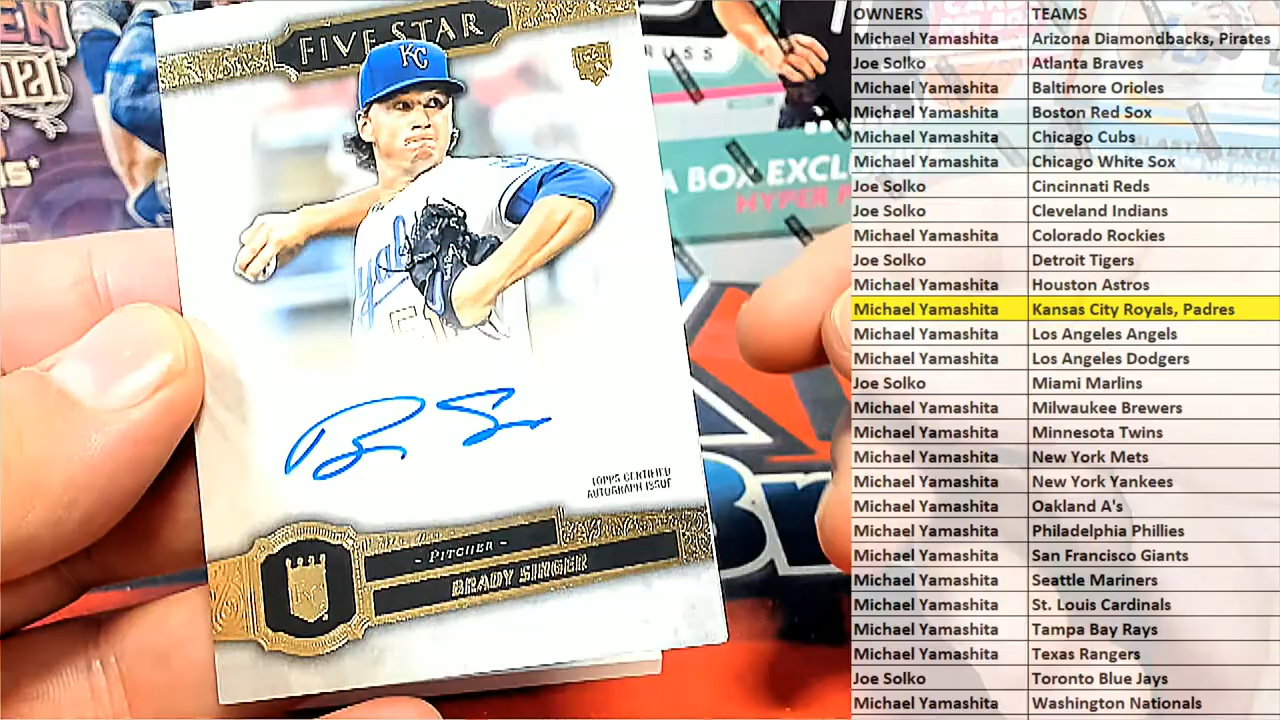 FIVE STAR
KC
TOPPS CERTIFIED
AUTOGRAPH ISSUE
- PITCHER -
BRADY SINGER
2021
RUSS
A BOX EXCLU
HYPER P
OWNERS TEAMS
Michael Yamashita Arizona Diamondbacks, Pirates
Joe Solko Atlanta Braves
Michael Yamashita Baltimore Orioles
Michael Yamashita Boston Red Sox
Michael Yamashita Chicago Cubs
Michael Yamashita Chicago White Sox
Joe Solko Cincinnati Reds
Joe Solko Cleveland Indians
Michael Yamashita Colorado Rockies
Joe Solko Detroit Tigers
Michael Yamashita Houston Astros
Michael Yamashita Kansas City Royals, Padres
Michael Yamashita Los Angeles Angels
Michael Yamashita Los Angeles Dodgers
Joe Solko Miami Marlins
Michael Yamashita Milwaukee Brewers
Michael Yamashita Minnesota Twins
Michael Yamashita New York Mets
Michael Yamashita New York Yankees
Michael Yamashita Oakland A's
Michael Yamashita Philadelphia Phillies
Michael Yamashita San Francisco Giants
Michael Yamashita Seattle Mariners
Michael Yamashita St. Louis Cardinals
Michael Yamashita Tampa Bay Rays
Michael Yamashita Texas Rangers
Joe Solko Toronto Blue Jays
Michael Yamashita Washington Nationals